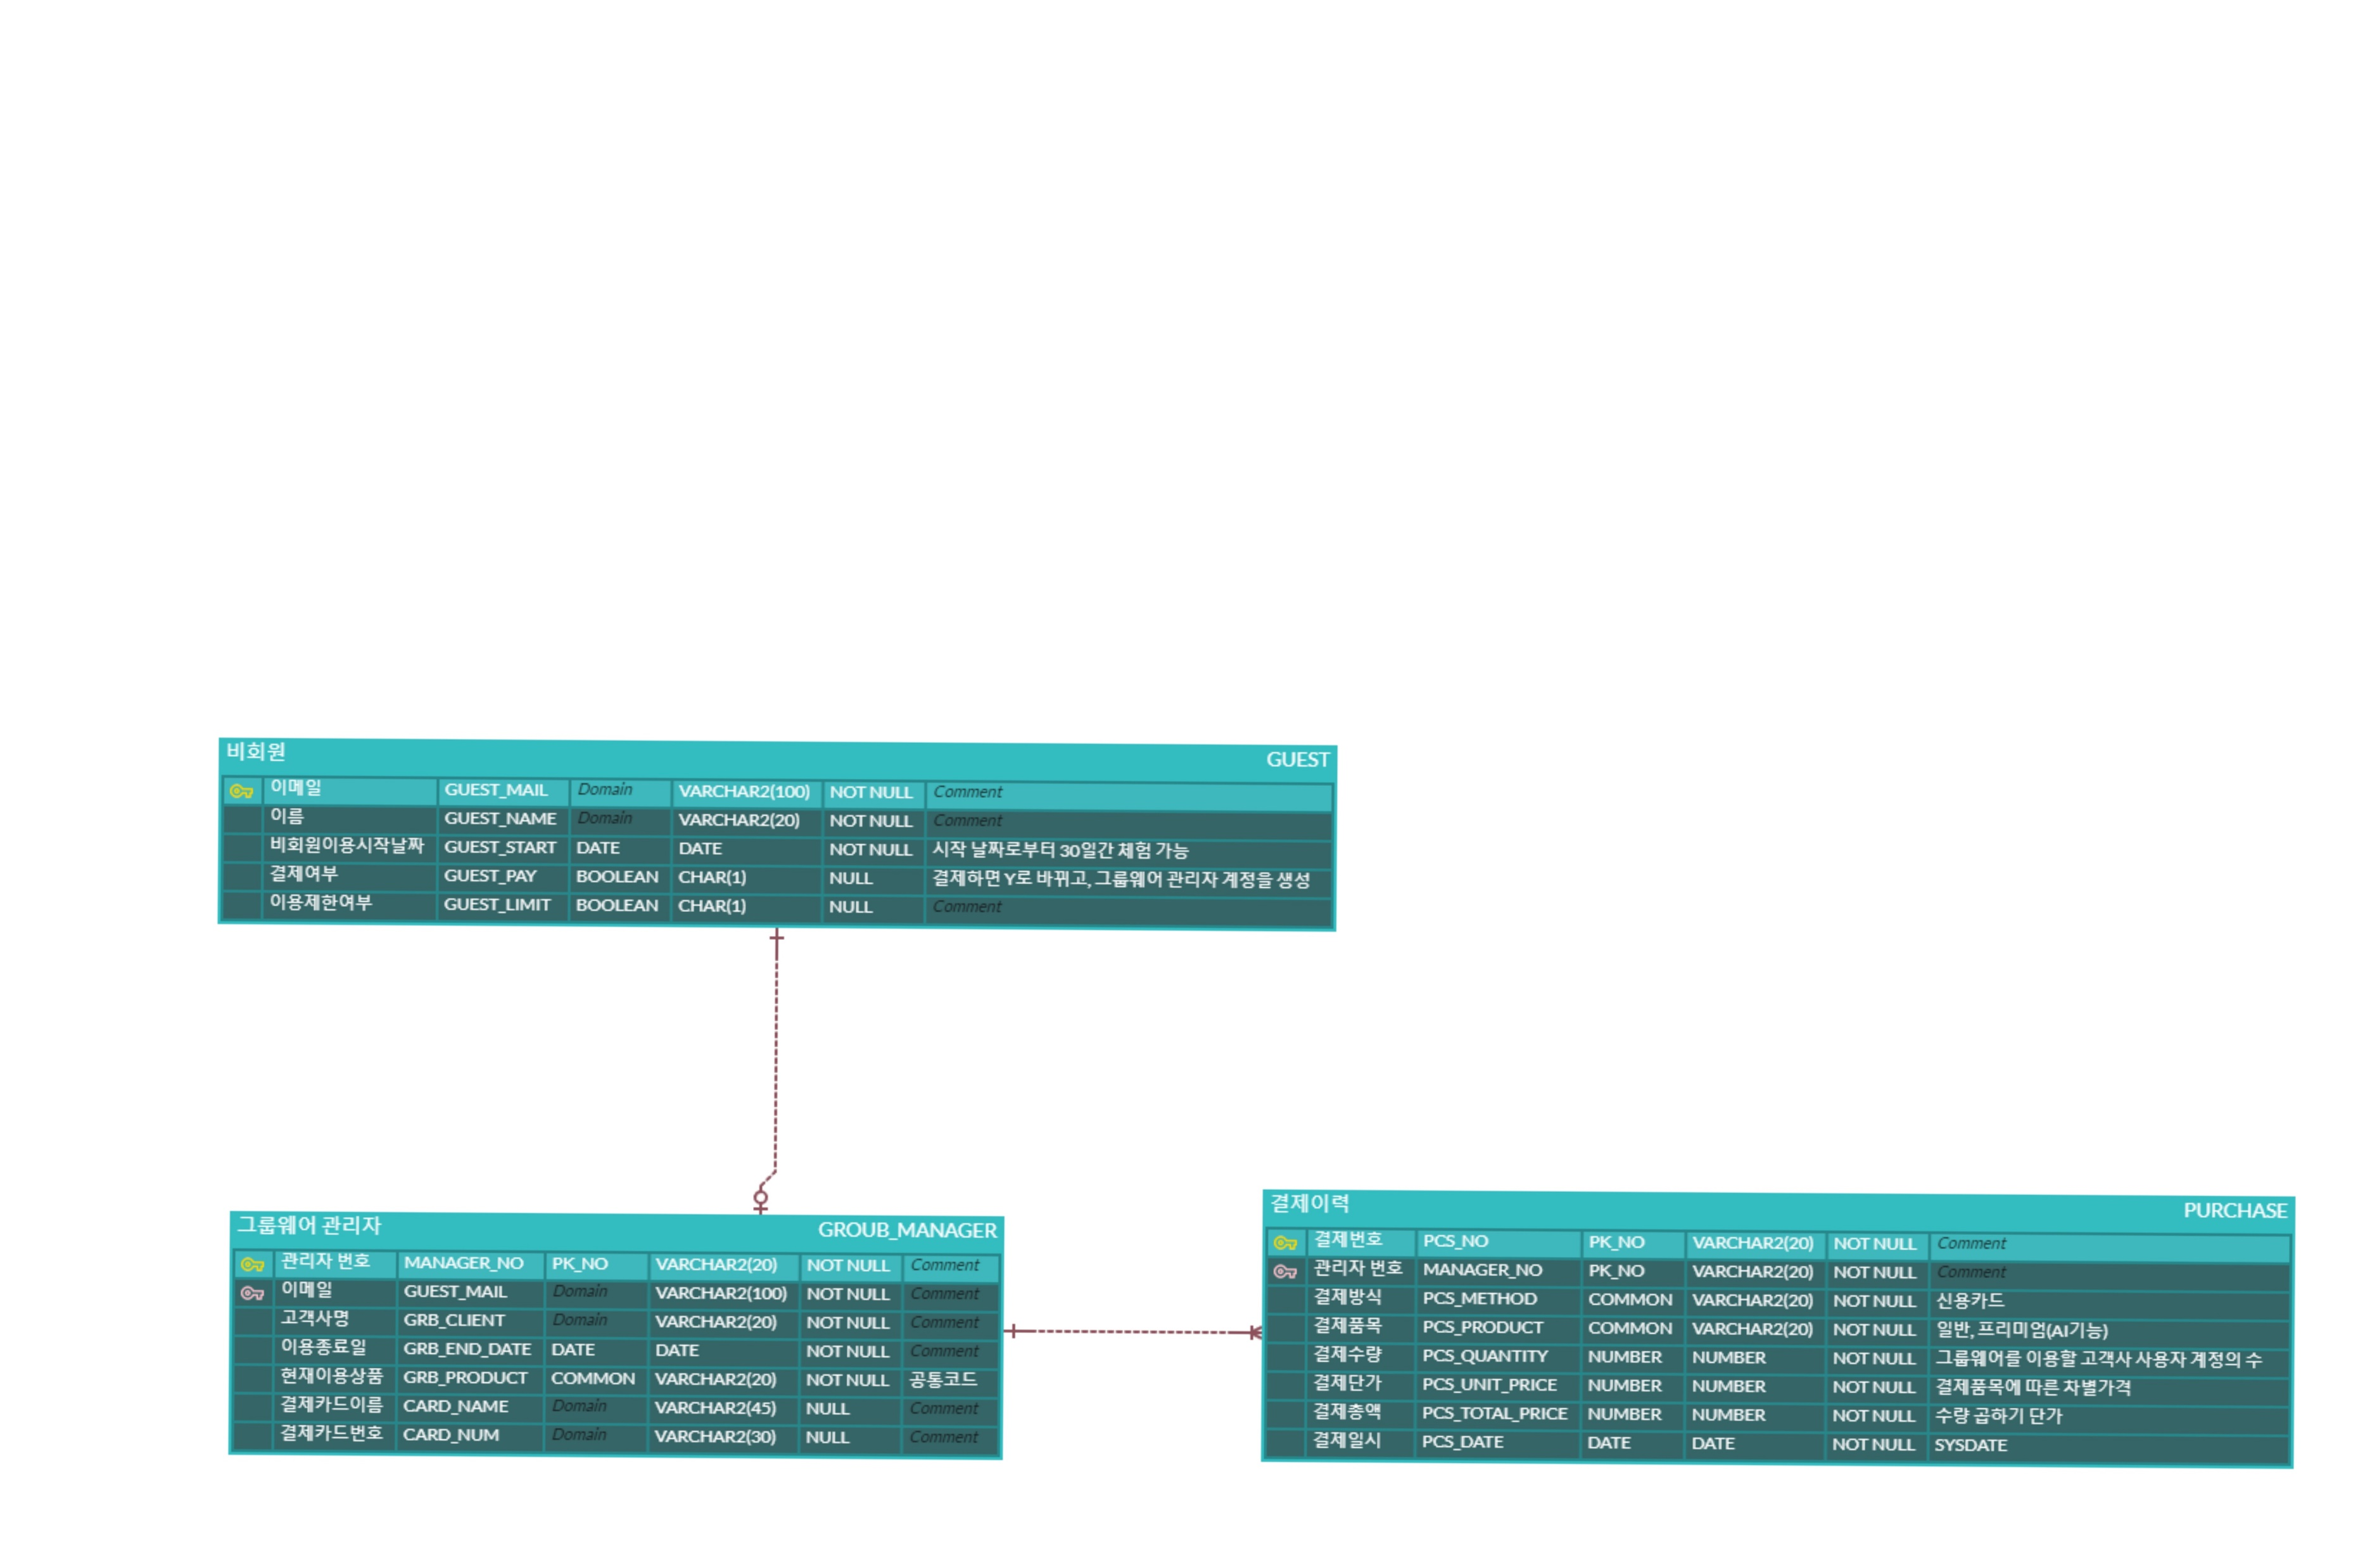 비회원 GUEST
이메일 GUEST_MAIL Domain VARCHAR2(100) NOT NULL Comment
이름 GUEST_NAME Domain VARCHAR2(20) NOT NULL Comment
비회원이용시작날짜 GUEST_START DATE DATE NOT NULL 시작 날짜로부터 30일간 체험 가능
결제여부 GUEST_PAY BOOLEAN CHAR(1) NULL 결제하면 Y로 바뀌고, 그룹웨어 관리자 계정을 생성
이용제한여부 GUEST_LIMIT BOOLEAN CHAR(1) NULL Comment
그룹웨어 관리자 GROUB_MANAGER
관리자 번호 MANAGER_NO PK_NO VARCHAR2(20) NOT NULL Comment
이메일 GUEST_MAIL Domain VARCHAR2(100) NOT NULL Comment
고객사명 GRB_CLIENT Domain VARCHAR2(20) NOT NULL Comment
이용종료일 GRB_END_DATE DATE DATE NOT NULL Comment
현재이용상품 GRB_PRODUCT COMMON VARCHAR2(20) NOT NULL 공통코드
결제카드이름 CARD_NAME Domain VARCHAR2(45) NULL Comment
결제카드번호 CARD_NUM Domain VARCHAR2(30) NULL Comment
결제이력 PURCHASE
결제번호 PCS_NO PK_NO VARCHAR2(20) NOT NULL Comment
관리자 번호 MANAGER_NO PK_NO VARCHAR2(20) NOT NULL Comment
결제방식 PCS_METHOD COMMON VARCHAR2(20) NOT NULL 신용카드
결제품목 PCS_PRODUCT COMMON VARCHAR2(20) NOT NULL 일반, 프리미엄(AI기능)
결제수량 PCS_QUANTITY NUMBER NUMBER NOT NULL 그룹웨어를 이용할 고객사 사용자 계정의 수
결제단가 PCS_UNIT_PRICE NUMBER NUMBER NOT NULL 결제품목에 따른 차별가격
결제총액 PCS_TOTAL_PRICE NUMBER NUMBER NOT NULL 수량 곱하기 단가
결제일시 PCS_DATE DATE DATE NOT NULL SYSDATE